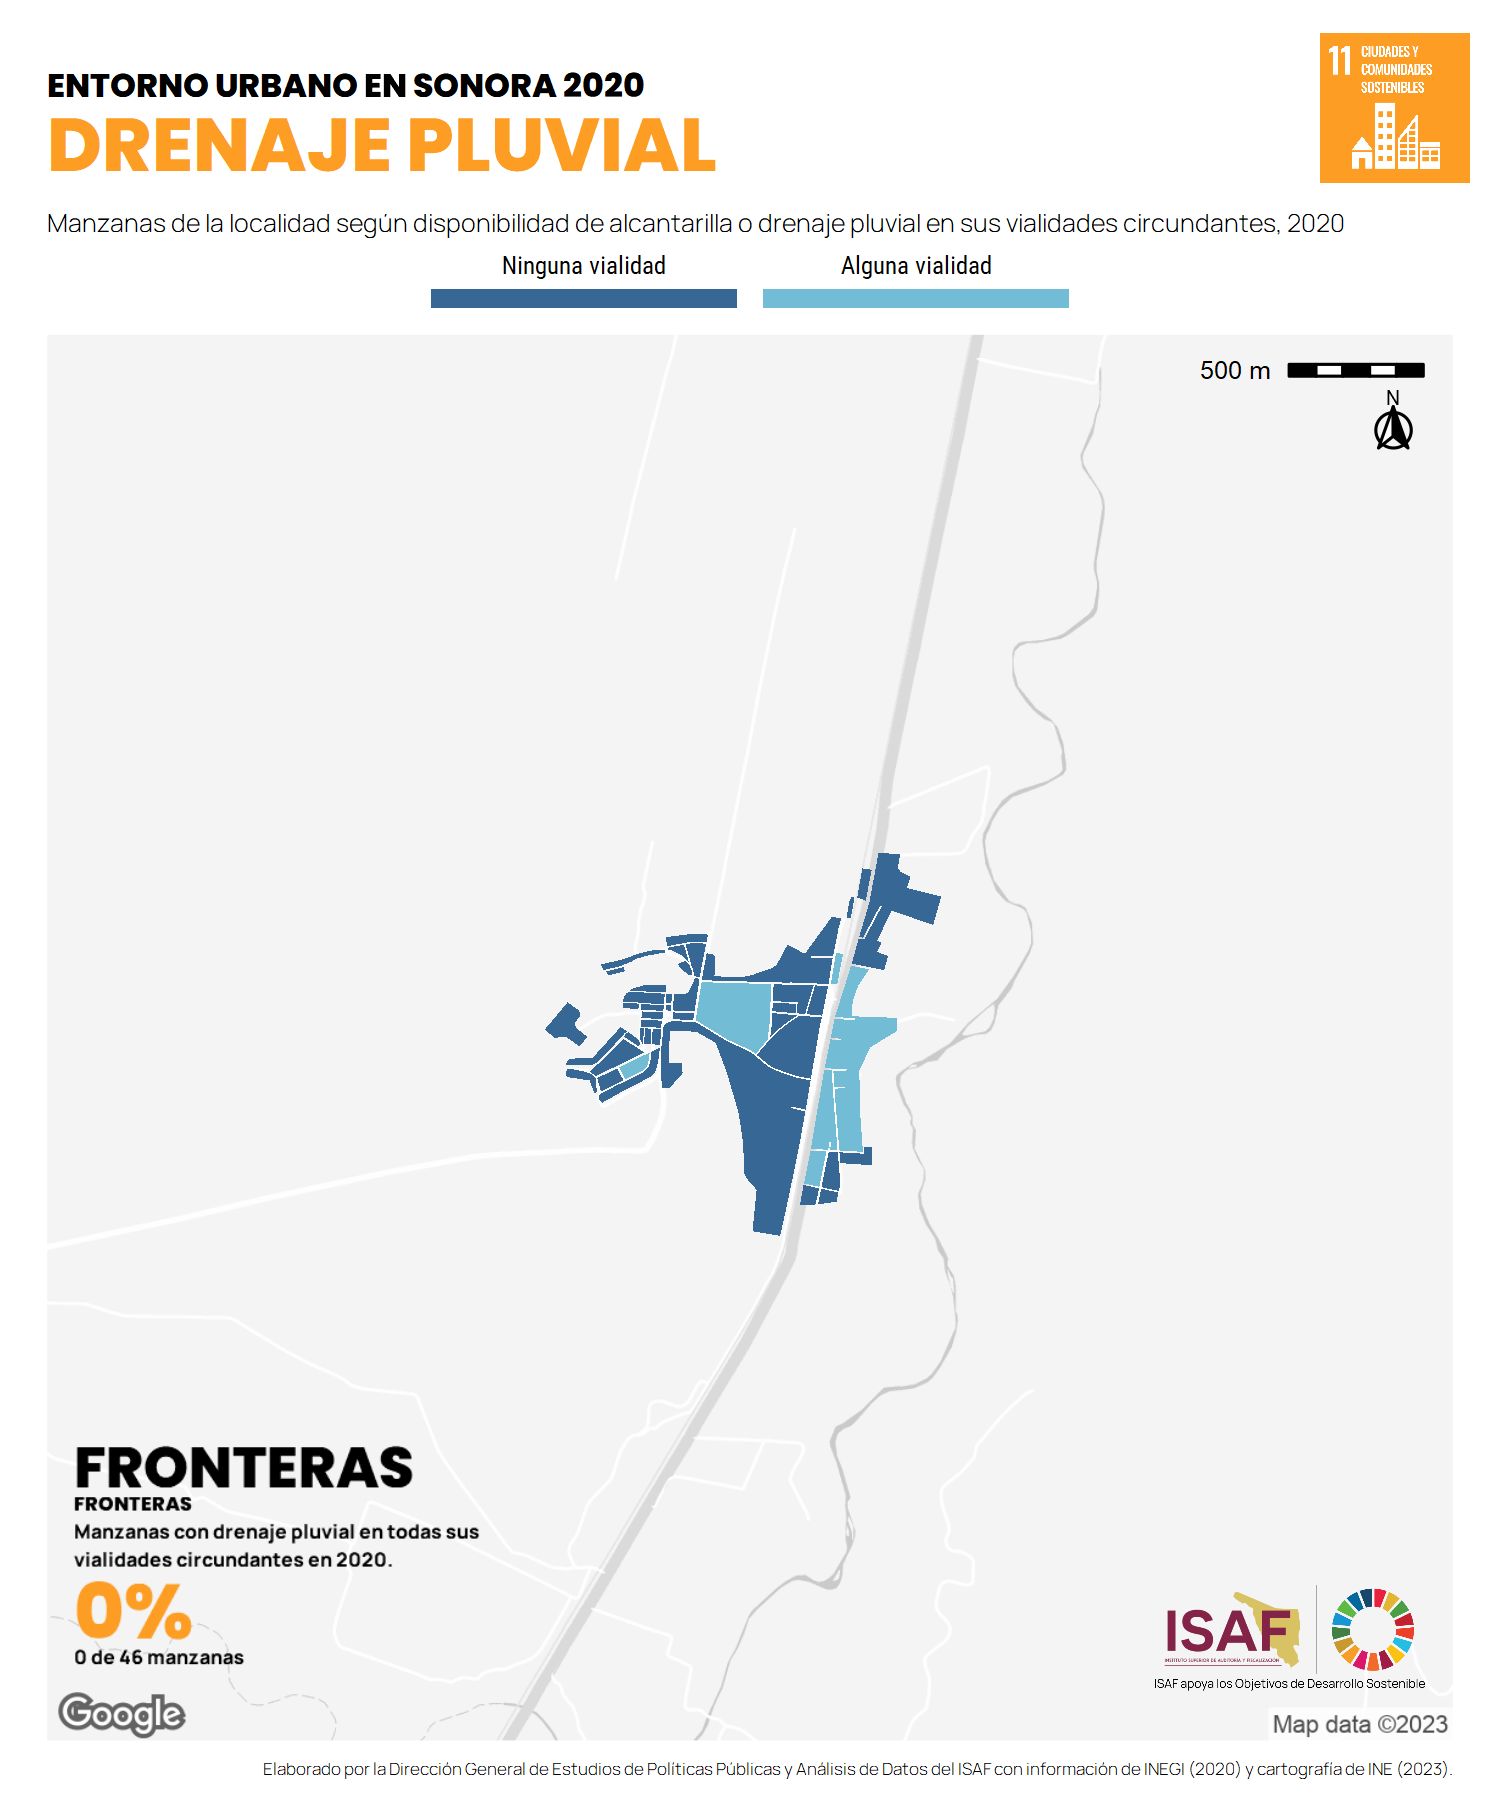 ENTORNO URBANO EN SONORA 2020
DRENAJE PLUVIAL
11 CIUDADES Y
COMUNIDADES
SOSTENIBLES
Manzanas de la localidad según disponibilidad de alcantarilla o drenaje pluvial en sus vialidades circundantes, 2020
Ninguna vialidad
Alguna vialidad
500 m
N
FRONTERAS
FRONTERAS
Manzanas con drenaje pluvial en todas sus
vialidades circundantes en 2020.
0%
0 de 46 manzanas
Google
ISAF
INSTITUTO SUPERIOR DE AUDITORÍA Y FISCALIZACIÓN
ISAF apoya los Objetivos de Desarrollo Sostenible
Map data ©2023
Elaborado por la Dirección General de Estudios de Políticas Públicas y Análisis de Datos del ISAF con información de INEGI (2020) y cartografía de INE (2023).